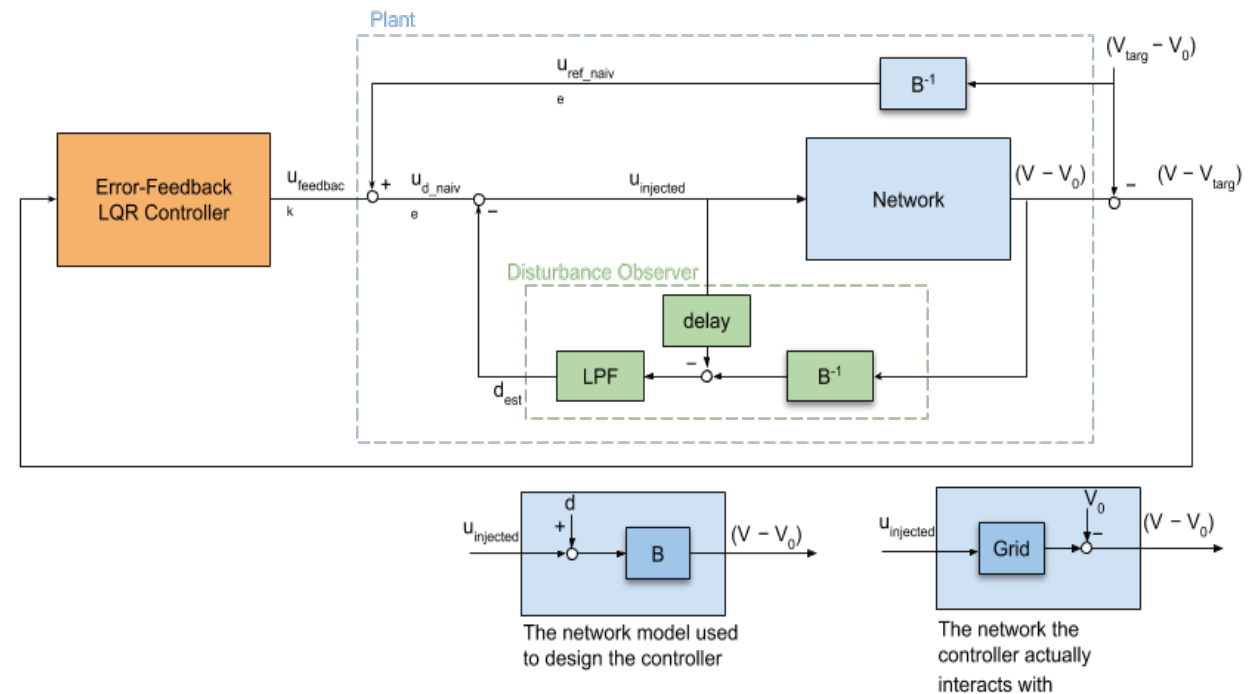 Plant
(Vtarg – V0)
uref_naiv
e
B-1
Error-Feedback
LQR Controller
ufeedbac
k
+
ud_naiv
e
–
uinjected
Network
(V – V0)
–
(V – Vtarg)
Disturbance Observer
delay
–
LPF
B-1
dest
d
+
uinjected
B
(V – V0)
The network model used
to design the controller
V0
uinjected
Grid
–
(V – V0)
The network the
controller actually
interacts with